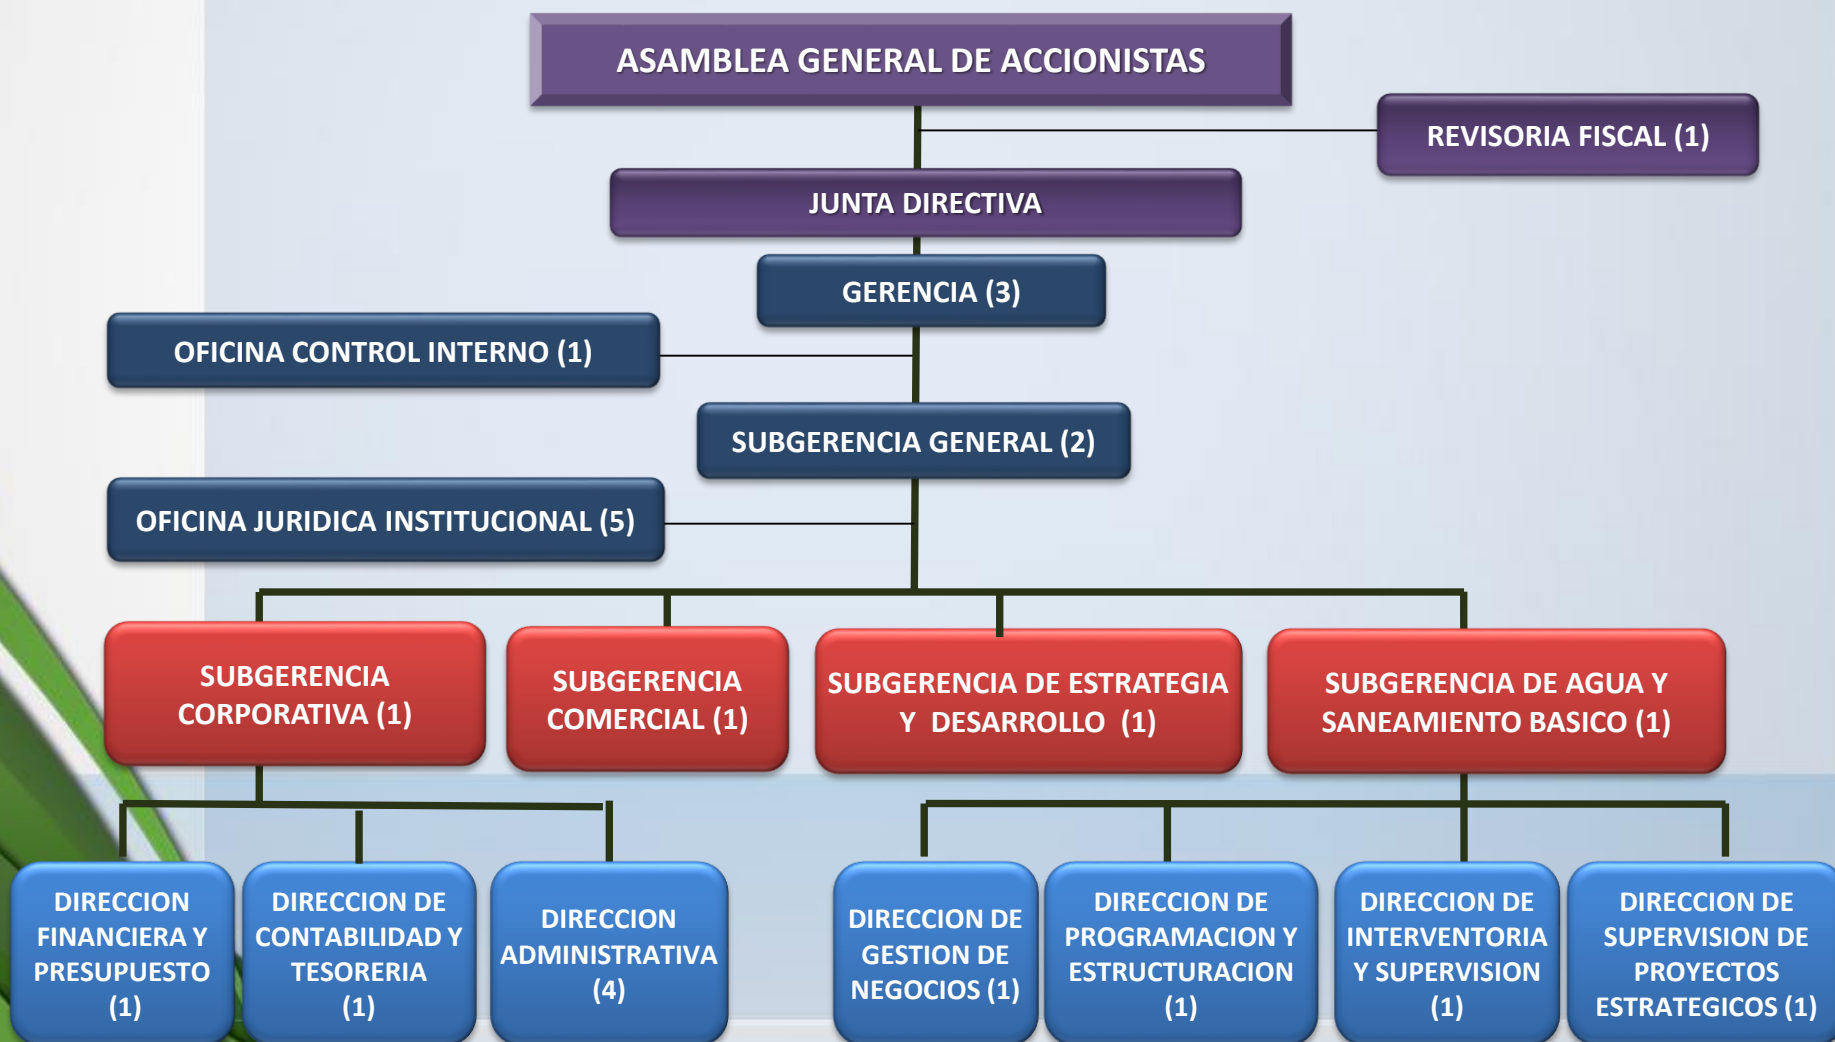 ASAMBLEA GENERAL DE ACCIONISTAS
REVISORIA FISCAL (1)
JUNTA DIRECTIVA
GERENCIA (3)
OFICINA CONTROL INTERNO (1)
SUBGERENCIA GENERAL (2)
OFICINA JURIDICA INSTITUCIONAL (5)
SUBGERENCIA
CORPORATIVA (1)
SUBGERENCIA
COMERCIAL (1)
SUBGERENCIA DE ESTRATEGIA
Y DESARROLLO (1)
SUBGERENCIA DE AGUA Y
SANEAMIENTO BASICO (1)
DIRECCION
FINANCIERA Y
PRESUPUESTO
(1)
DIRECCION DE
CONTABILIDAD Y
TESORERIA
(1)
DIRECCION
ADMINISTRATIVA
(4)
DIRECCION DE
GESTION DE
NEGOCIOS (1)
DIRECCION DE
PROGRAMACION Y
ESTRUCTURACION
(1)
DIRECCION DE
INTERVENTORIA
Y SUPERVISION
(1)
DIRECCION DE
SUPERVISION DE
PROYECTOS
ESTRATEGICOS (1)